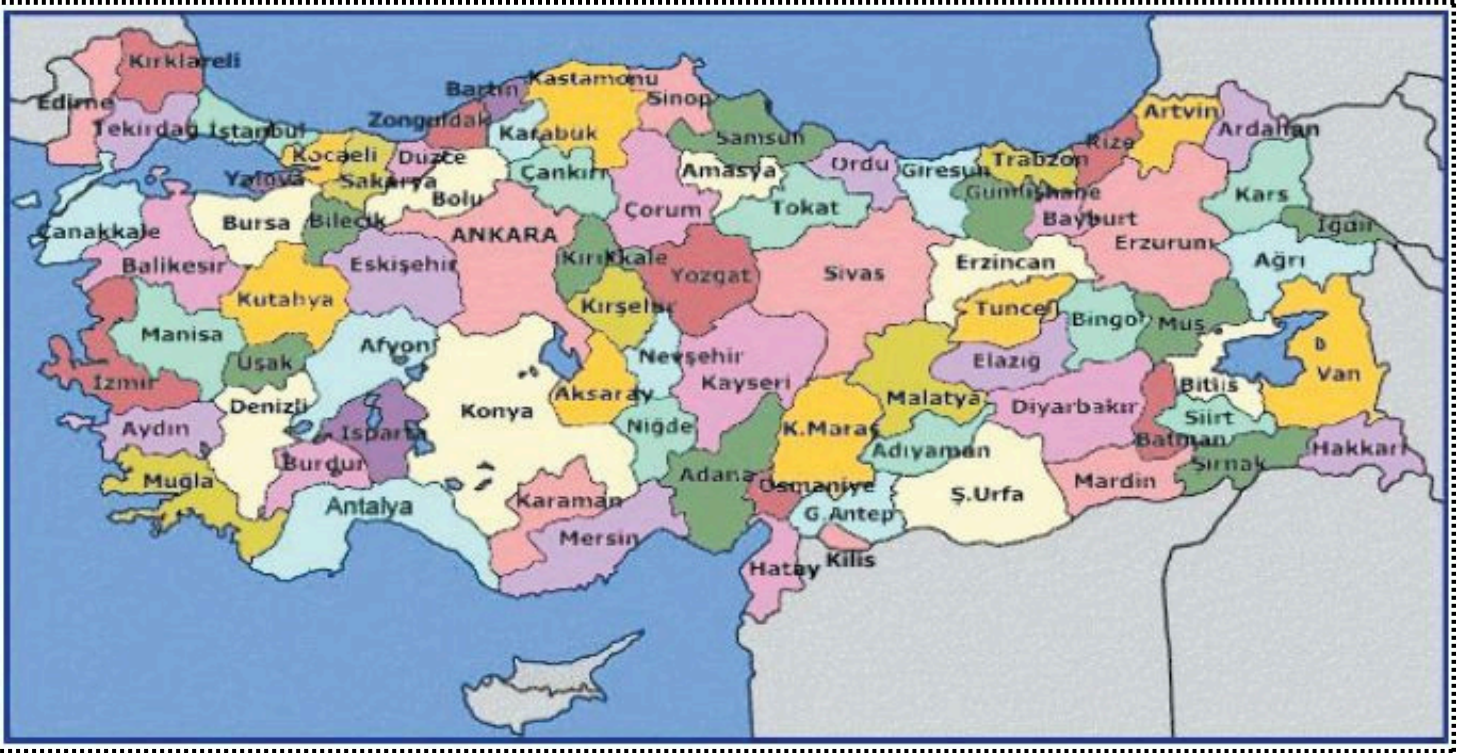 Kırklareli
Edirne
Tekirdağ
İstanbul
Kocaeli
Yalova
Sakarya
Düzce
Zonguldak
Bartın
Kastamonu
Karabük
Sinop
Samsun
Bolu
Çankırı
Amasya
Ordu
Giresun
Trabzon
Rize
Artvin
Ardahan
Kars
Iğdır
Gümüşhane
Bayburt
Erzurum
Ağrı
Çanakkale
Bursa
Bilecik
ANKARA
Çorum
Tokat
Balıkesir
Eskişehir
Kırıkkale
Yozgat
Sivas
Erzincan
Kutahya
Kırşehir
Tunceli
Bingöl
Muş
Manisa
Uşak
Afyon
Nevşehir
Kayseri
Elazığ
Van
İzmir
Denizli
Konya
Aksaray
Malatya
Diyarbakır
Bitlis
Siirt
Aydın
Isparta
Niğde
K.Maraş
Adıyaman
Batman
Şırnak
Hakkari
Muğla
Burdur
Adana
Osmaniye
Mardin
Antalya
Karaman
G.Antep
Ş.Urfa
Mersin
Hatay
Kilis